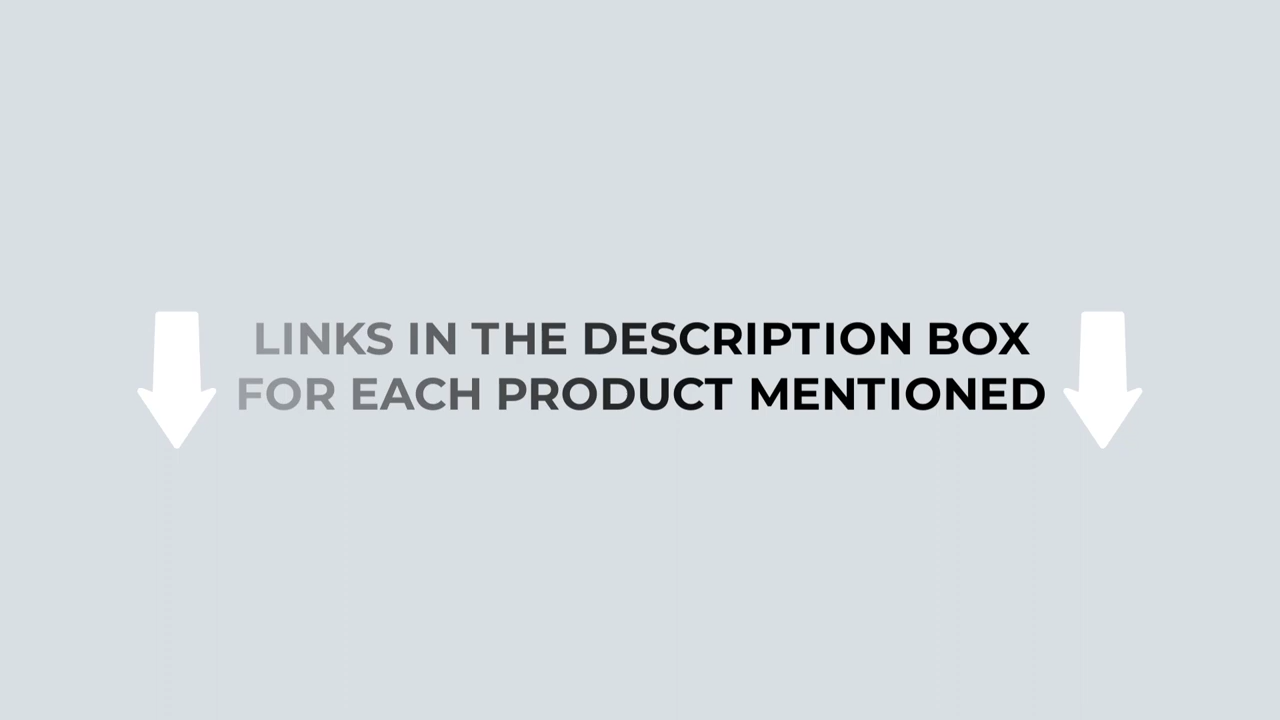 LINKS IN THE DESCRIPTION BOX
FOR EACH PRODUCT MENTIONED